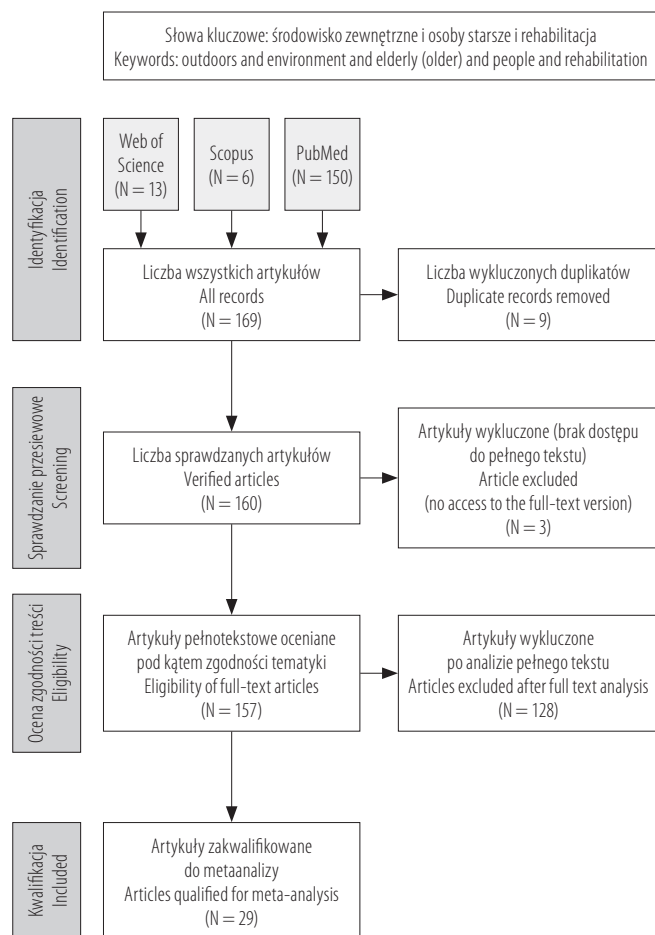 Słowa kluczowe: środowisko zewnętrzne i osoby starsze i rehabilitacja
Keywords: outdoors and environment and elderly (older) and people and rehabilitation
Identyfikacja
Identification
Web of
Science
(N = 13)
Scopus
(N = 6)
PubMed
(N = 150)
Liczba wszystkich artykułów
All records
(N = 169)
Liczba wykluczonych duplikatów
Duplicate records removed
(N = 9)
Sprawdzanie przesiewowe
Screening
Liczba sprawdzanych artykułów
Verified articles
(N = 160)
Artykuły wykluczone (brak dostępu
do pełnego tekstu)
Article excluded
(no access to the full-text version)
(N = 3)
Ocena zgodności treści
Eligibility
Artykuły pełnotekstowe oceniane
pod kątem zgodności tematyki
Eligibility of full-text articles
(N = 157)
Artykuły wykluczone
po analizie pełnego tekstu
Articles excluded after full text analysis
(N = 128)
Kwalifikacja
Included
Artykuły zakwalifikowane
do metaanalizy
Articles qualified for meta-analysis
(N = 29)